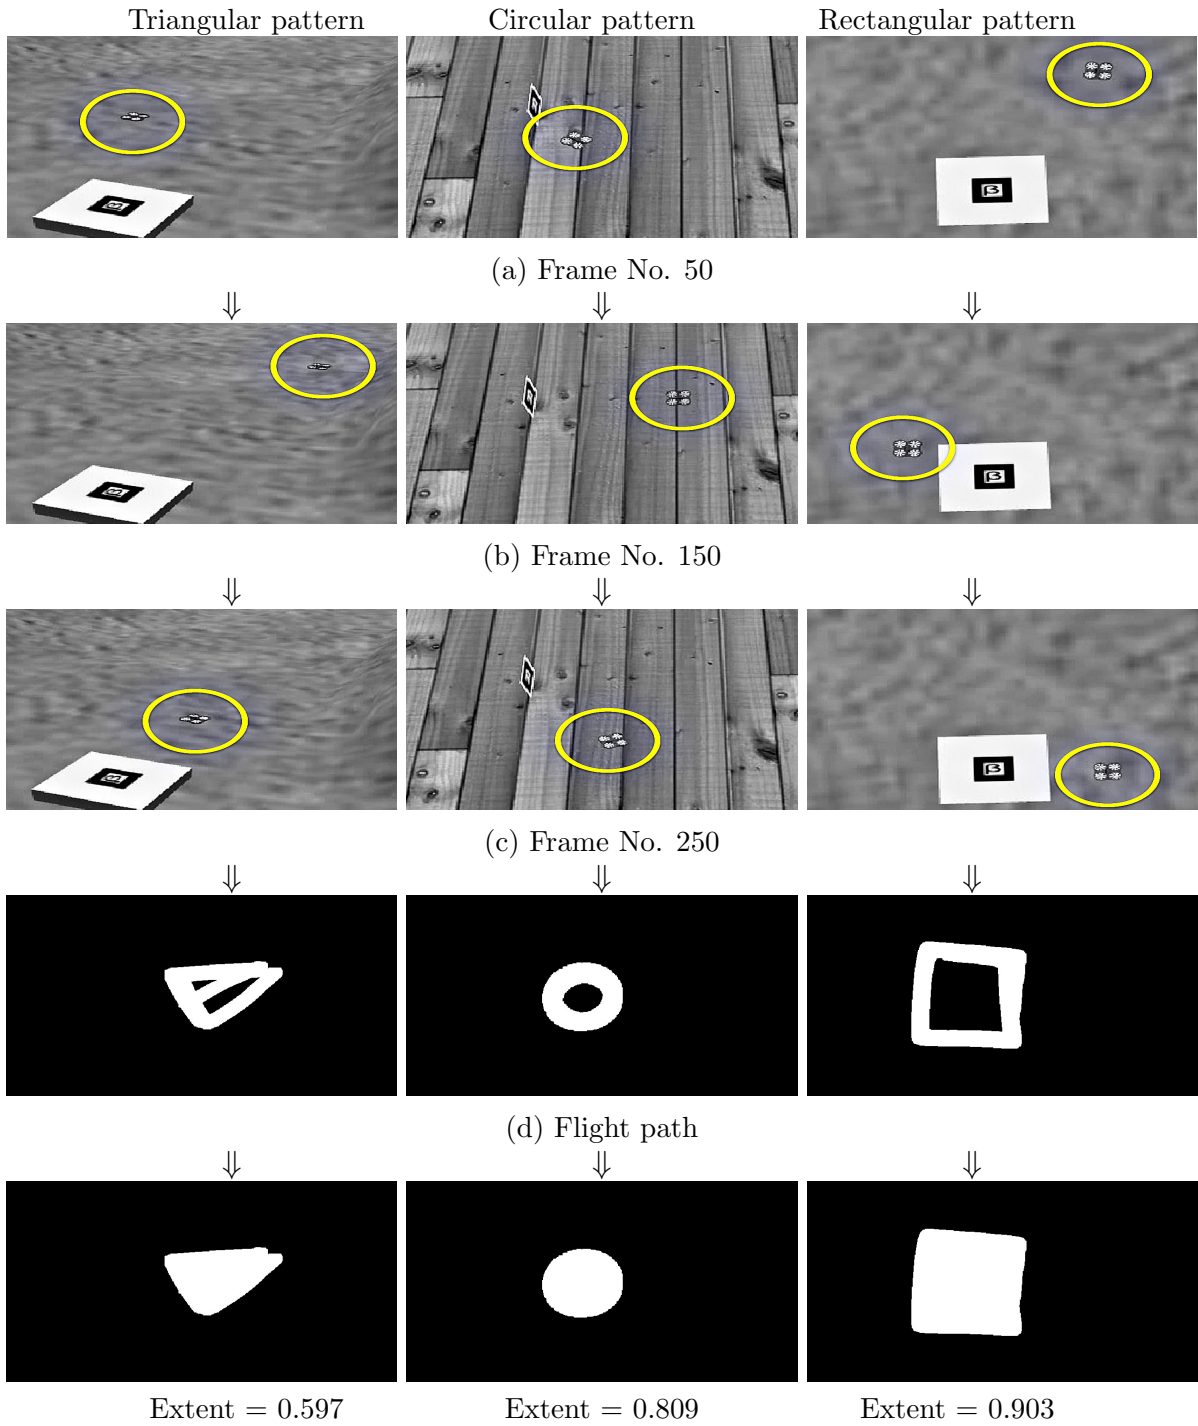 Triangular pattern Circular pattern Rectangular pattern
(a) Frame No. 50
⇓ ⇓ ⇓
(b) Frame No. 150
⇓ ⇓ ⇓
(c) Frame No. 250
⇓ ⇓ ⇓
(d) Flight path
⇓ ⇓ ⇓
Extent = 0.597 Extent = 0.809 Extent = 0.903